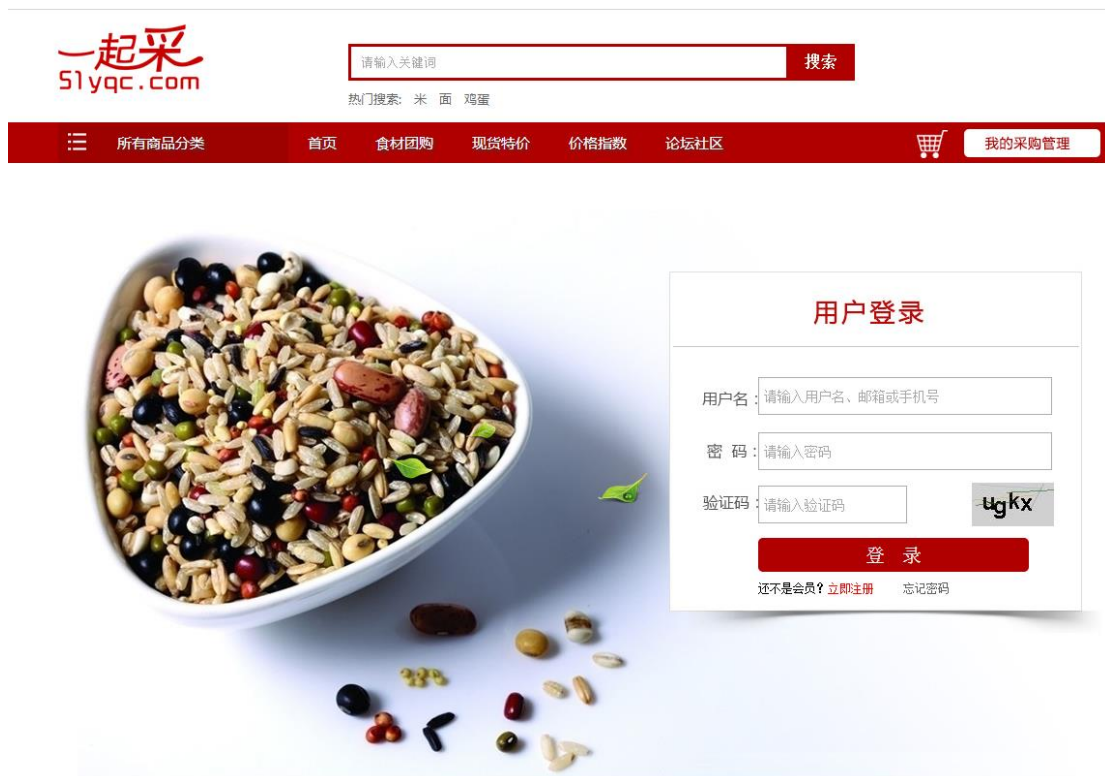 一起采
51yqc.com
请输入关键词
搜索
热门搜索: 米 面 鸡蛋
所有商品分类 首页 食材团购 现货特价 价格指数 论坛社区 我的采购管理
用户登录
用户名: 请输入用户名、邮箱或手机号
密 码: 请输入密码
验证码: 请输入验证码 ugkx
登 录
还不是会员? 立即注册 忘记密码